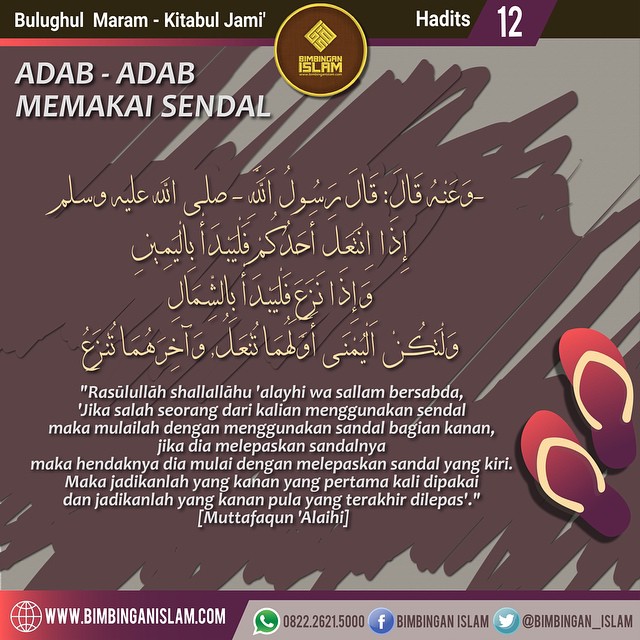 Bulughul Maram - Kitabul Jami'
Hadits 12
BIMBINGAN
ISLAM
www.bimbinganislam.com
ADAB - ADAB
MEMAKAI SENDAL
-وَعَنْهُ قَالَ: قَالَ رَسُولُ اَللَّهِ - صلى الله عليه وسلم
إِذَا اِنْتَعَلَ أَحَدُكُمْ فَلْيَبْدَأْ بِالْيَمِينِ
وَإِذَا نَزَعَ فَلْيَبْدَأْ بِالشِّمَالِ
وَلْتَكُنْ اَلْيُمْنَى أَوَّلَهُمَا تُنْعَلُ, وَآخِرَهُمَا تُنْزَعُ
"Rasūlullāh shallallāhu 'alayhi wa sallam bersabda,
'Jika salah seorang dari kalian menggunakan sendal
maka mulailah dengan menggunakan sandal bagian kanan,
jika dia melepaskan sandalnya
maka hendaknya dia mulai dengan melepaskan sandal yang kiri.
Maka jadikanlah yang kanan yang pertama kali dipakai
dan jadikanlah yang kanan pula yang terakhir dilepas'."
[Muttafaqun 'Alaihi]
WWW.BIMBINGANISLAM.COM
0822.2621.5000
BIMBINGAN ISLAM
@BIMBINGAN_ISLAM